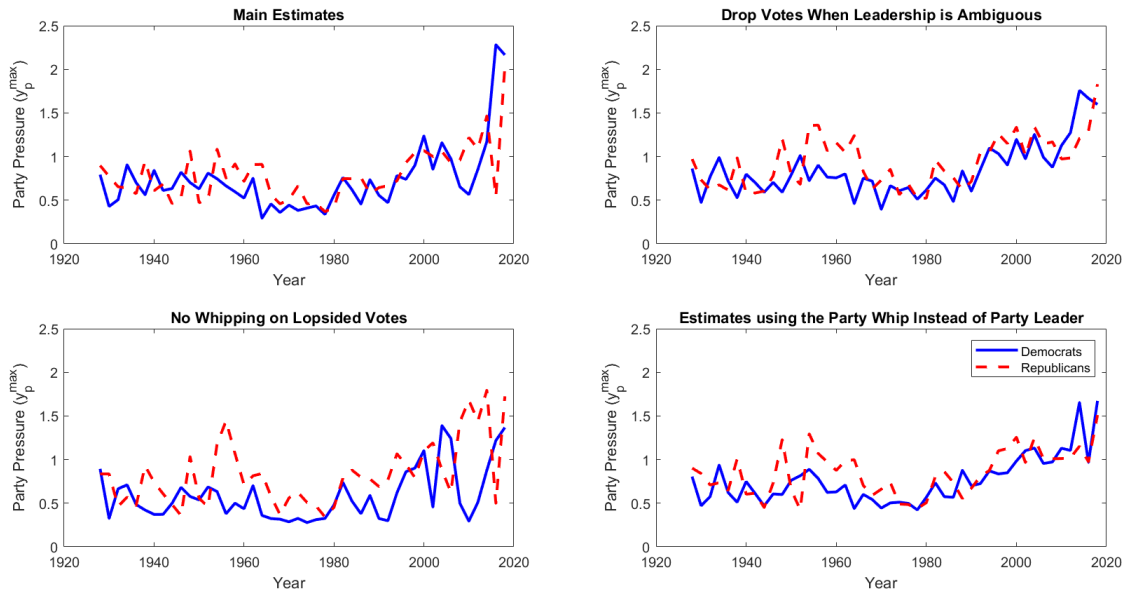 Main Estimates
2.5
2
1.5
1
0.5
0
Party Pressure (y_p^max)
1920 1940 1960 1980 2000 2020
Year
Drop Votes When Leadership is Ambiguous
2.5
2
1.5
1
0.5
0
Party Pressure (y_p^max)
1920 1940 1960 1980 2000 2020
Year
No Whipping on Lopsided Votes
2.5
2
1.5
1
0.5
0
Party Pressure (y_p^max)
1920 1940 1960 1980 2000 2020
Year
Estimates using the Party Whip Instead of Party Leader
2.5
2
1.5
1
0.5
0
Party Pressure (y_p^max)
Democrats
Republicans
1920 1940 1960 1980 2000 2020
Year